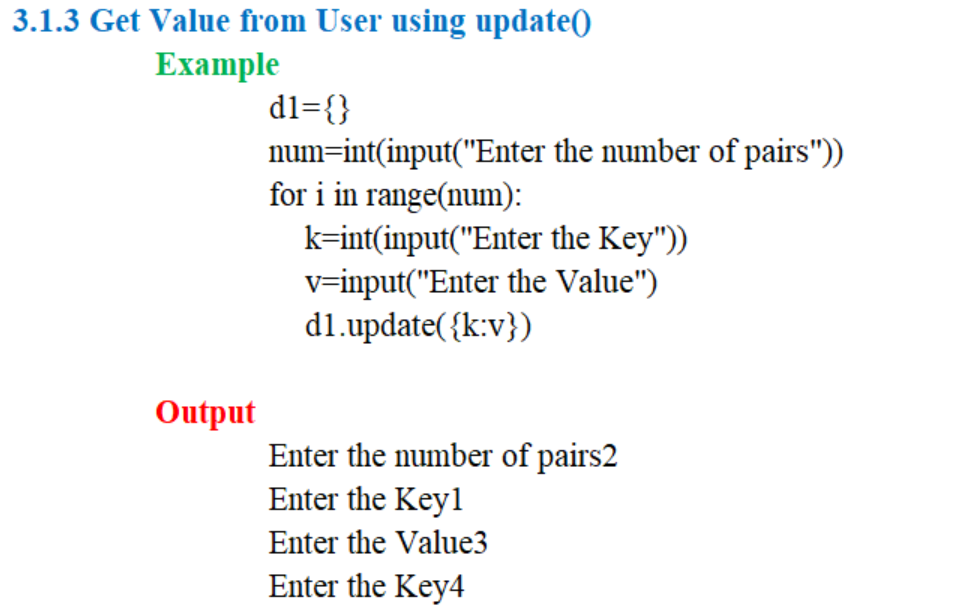 3.1.3 Get Value from User using update()
Example
d1={}
num=int(input("Enter the number of pairs"))
for i in range(num):
k=int(input("Enter the Key"))
v=input("Enter the Value")
d1.update({k:v})
Output
Enter the number of pairs2
Enter the Key1
Enter the Value3
Enter the Key4